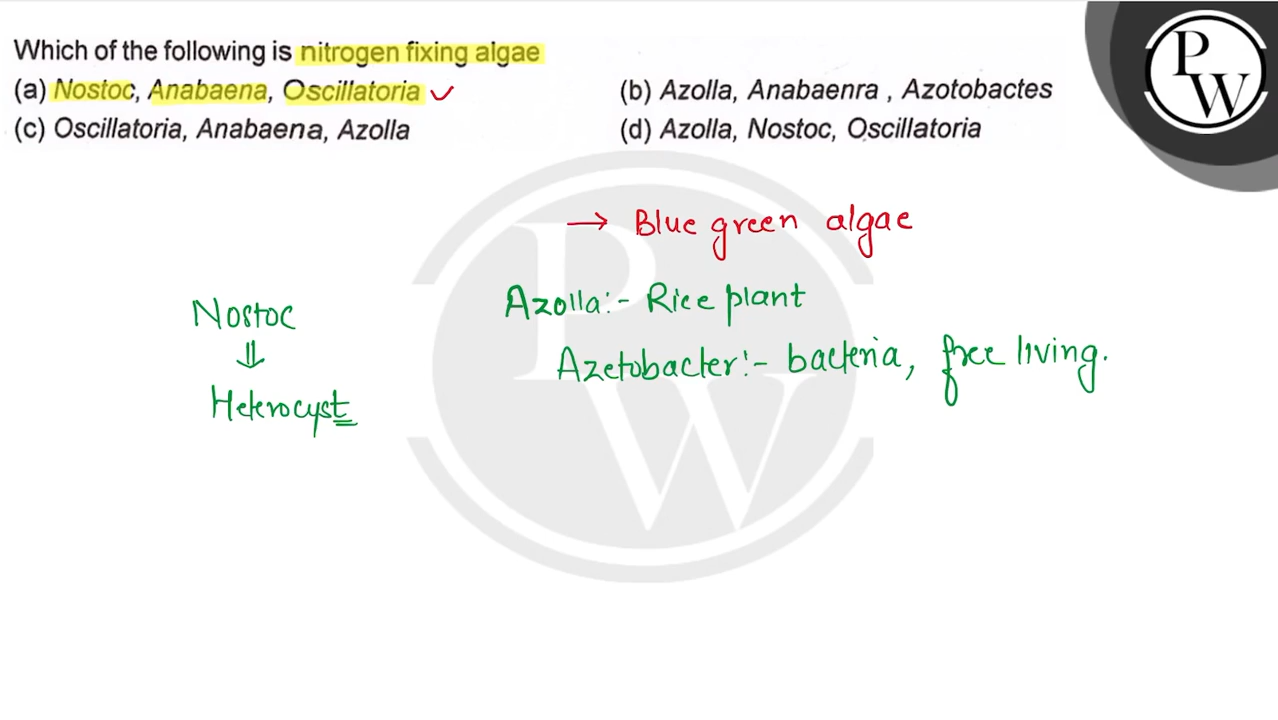 Which of the following is nitrogen fixing algae
(a) Nostoc, Anabaena, Oscillatoria ✓
(b) Azolla, Anabaenra , Azotobactes
(c) Oscillatoria, Anabaena, Azolla
(d) Azolla, Nostoc, Oscillatoria
P
W
→ Blue green algae
Azolla:- Rice plant
Azetobacter:- bacteria, free living.
Nostoc
⇓
Heterocyst
PW